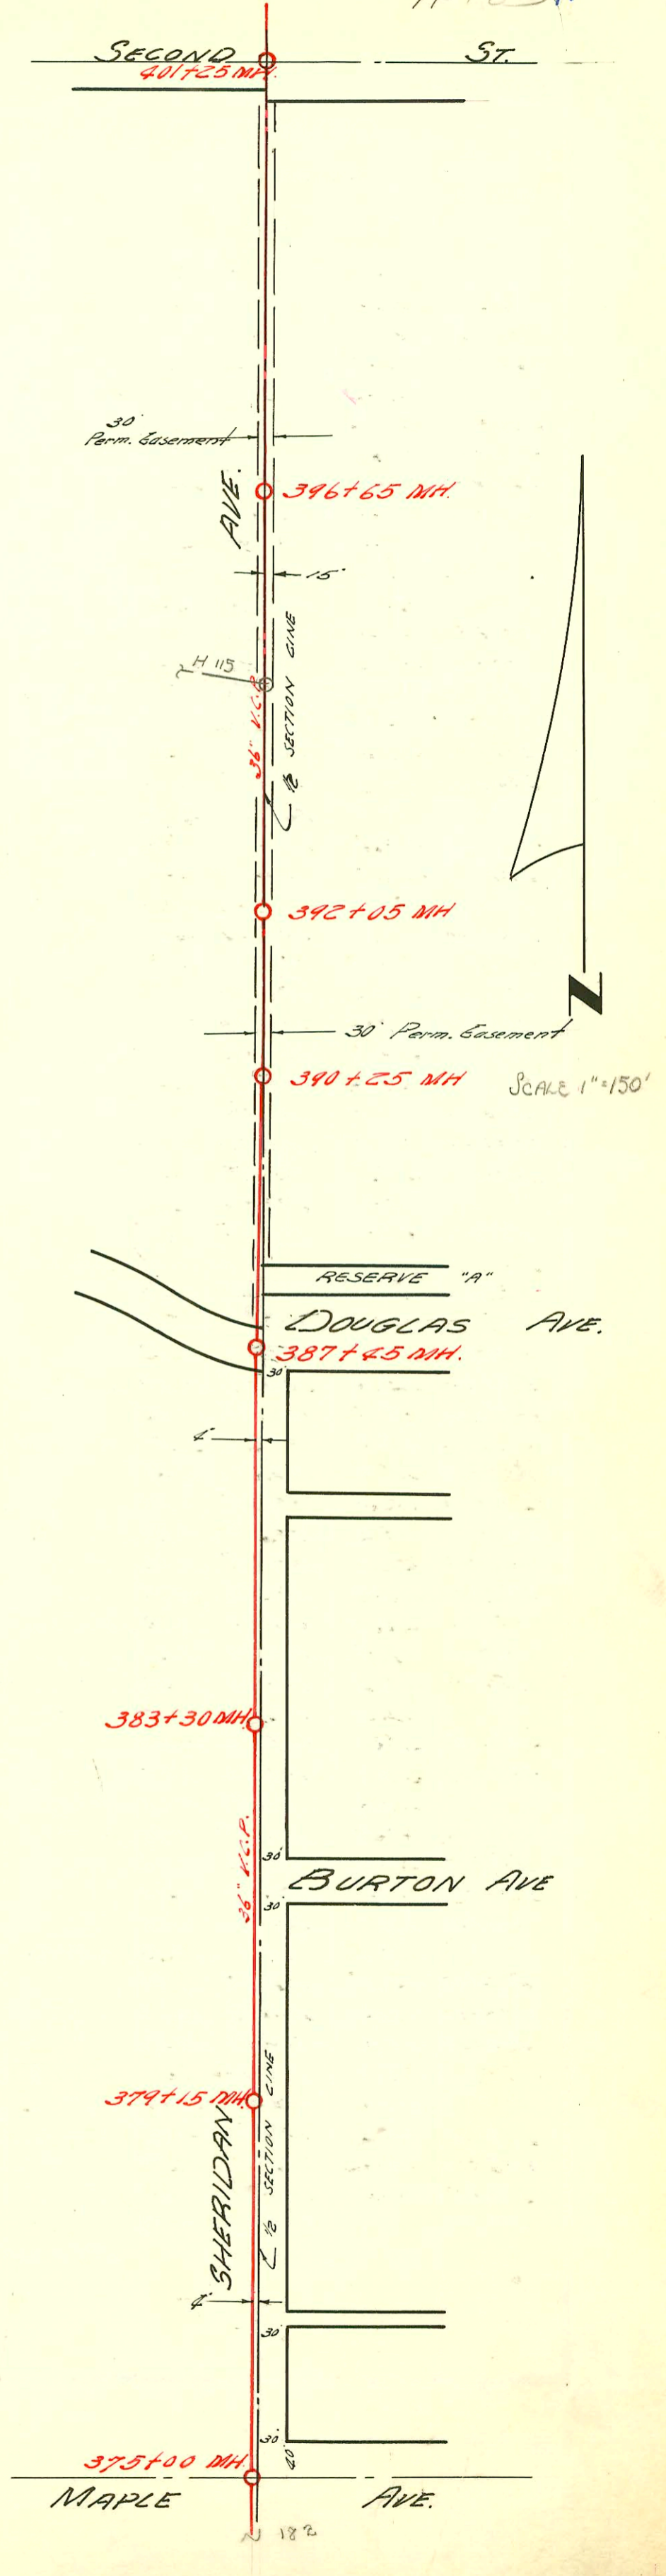 SECOND ST.
401+25 MH.
30'
Perm. Easement
AVE.
396+65 MH.
15'
H 115
36" V.C.P.
½ SECTION LINE
392+05 MH
30' Perm. Easement
N
390+25 MH
SCALE 1"=150'
RESERVE "A"
DOUGLAS AVE.
387+45 MH.
30'
4'
383+30 MH.
36" V.C.P.
30'
BURTON AVE
30'
379+15 MH.
SHERIDAN
½ SECTION LINE
4'
30'
30'
40'
375+00 MH.
MAPLE AVE.
N 182